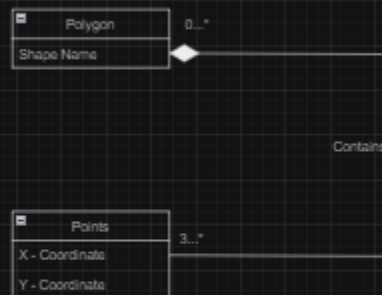 Polygon
0...*
Shape Name
Contains
Points
3...*
X - Coordinate
Y - Coordinate